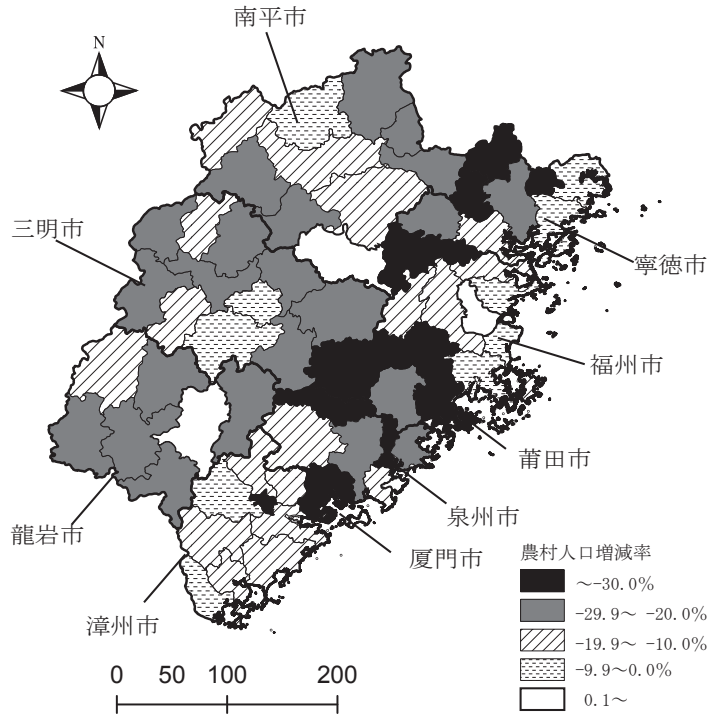 南平市
N
三明市
寧徳市
福州市
莆田市
泉州市
龍岩市
厦門市
漳州市
農村人口増減率
～-30.0%
-29.9～ -20.0%
-19.9～ -10.0%
-9.9～0.0%
0.1～
0 50 100 200